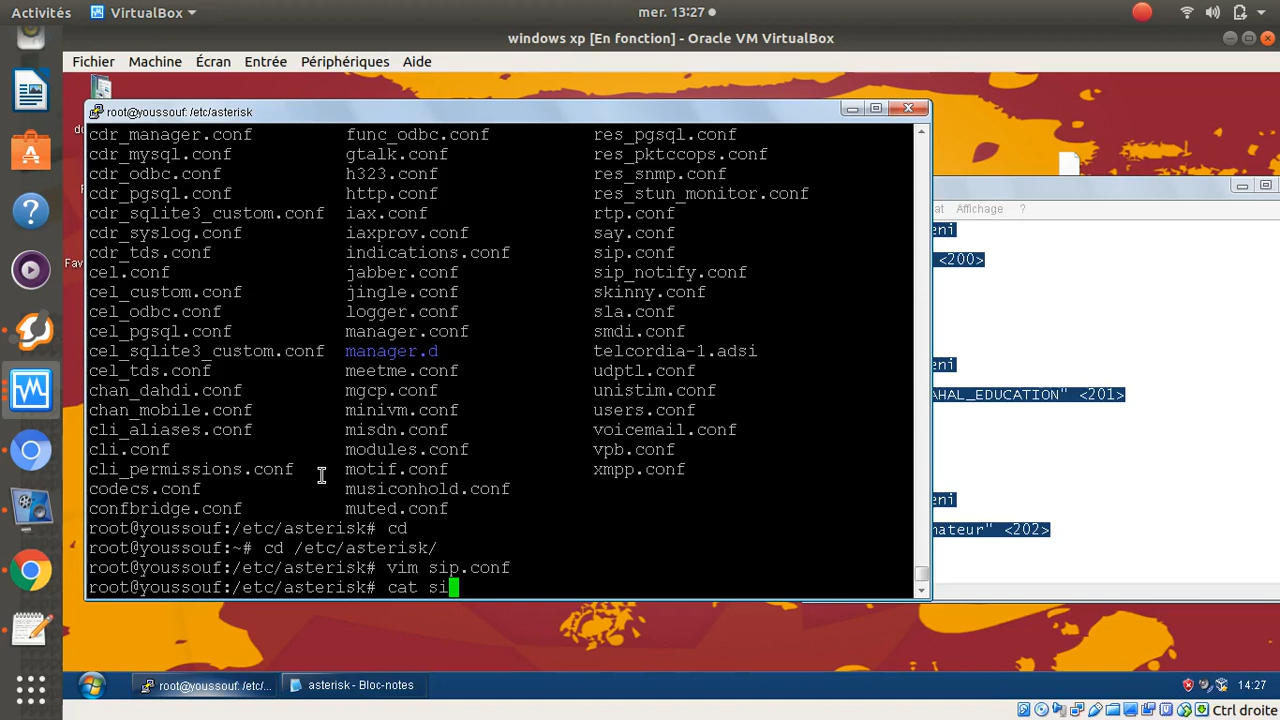 Activités VirtualBox mer. 13:27
windows xp [En fonction] - Oracle VM VirtualBox
Fichier Machine Écran Entrée Périphériques Aide
root@youssouf: /etc/asterisk
cdr_manager.conf func_odbc.conf res_pgsql.conf
cdr_mysql.conf gtalk.conf res_pktccops.conf
cdr_odbc.conf h323.conf res_snmp.conf
cdr_pgsql.conf http.conf res_stun_monitor.conf
cdr_sqlite3_custom.conf iax.conf rtp.conf
cdr_syslog.conf iaxprov.conf say.conf
cdr_tds.conf indications.conf sip.conf
cel.conf jabber.conf sip_notify.conf
cel_custom.conf jingle.conf skinny.conf
cel_odbc.conf logger.conf sla.conf
cel_pgsql.conf manager.conf smdi.conf
cel_sqlite3_custom.conf manager.d telcordia-1.adsi
cel_tds.conf meetme.conf udptl.conf
chan_dahdi.conf mgcp.conf unistim.conf
chan_mobile.conf minivm.conf users.conf
cli_aliases.conf misdn.conf voicemail.conf
cli.conf modules.conf vpb.conf
cli_permissions.conf motif.conf xmpp.conf
codecs.conf musiconhold.conf
confbridge.conf muted.conf
root@youssouf:/etc/asterisk# cd
root@youssouf:~# cd /etc/asterisk/
root@youssouf:/etc/asterisk# vim sip.conf
root@youssouf:/etc/asterisk# cat si
at Affichage ?
eni
<200>
eni
AHAL_EDUCATION" <201>
eni
nateur" <202>
Fav
root@youssouf: /etc/... asterisk - Bloc-notes 14:27
Ctrl droite